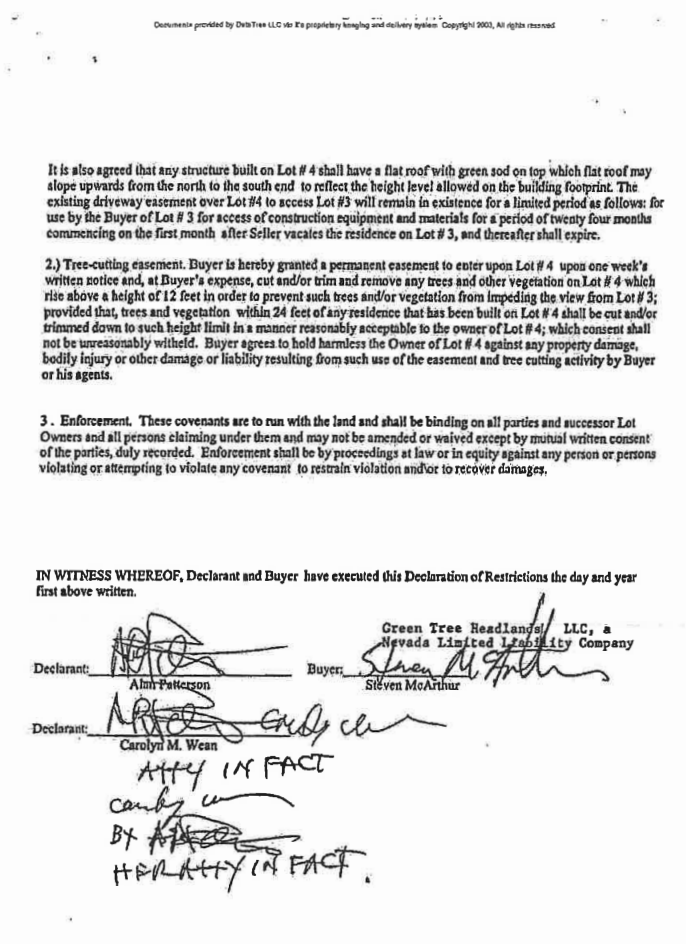 Documents provided by DataTree LLC via it's proprietary imaging and delivery system Copyright 2003, All rights reserved.
It is also agreed that any structure built on Lot # 4 shall have a flat roof with green sod on top which flat roof may
slope upwards from the north to the south end to reflect the height level allowed on the building footprint. The
existing driveway easement over Lot #4 to access Lot #3 will remain in existence for a limited period as follows: for
use by the Buyer of Lot # 3 for access of construction equipment and materials for a period of twenty four months
commencing on the first month after Seller vacates the residence on Lot # 3, and thereafter shall expire.
2.) Tree-cutting easement. Buyer is hereby granted a permanent easement to enter upon Lot # 4 upon one week's
written notice and, at Buyer's expense, cut and/or trim and remove any trees and other vegetation on Lot # 4 which
rise above a height of 12 feet in order to prevent such trees and/or vegetation from impeding the view from Lot # 3;
provided that, trees and vegetation within 24 feet of any residence that has been built on Lot # 4 shall be cut and/or
trimmed down to such height limit in a manner reasonably acceptable to the owner of Lot # 4; which consent shall
not be unreasonably witheld. Buyer agrees to hold harmless the Owner of Lot # 4 against any property damage,
bodily injury or other damage or liability resulting from such use of the easement and tree cutting activity by Buyer
or his agents.
3 . Enforcement. These covenants are to run with the land and shall be binding on all parties and successor Lot
Owners and all persons claiming under them and may not be amended or waived except by mutual written consent
of the parties, duly recorded. Enforcement shall be by proceedings at law or in equity against any person or persons
violating or attempting to violate any covenant to restrain violation and\or to recover damages.
IN WITNESS WHEREOF, Declarant and Buyer have executed this Declaration of Restrictions the day and year
first above written.
Green Tree Headlands, LLC, a
Nevada Limited Liability Company
Declarant: Buyer: Steven McArthur
Alan Patterson Steven McArthur
Declarant:
Carolyn M. Wean
Atty IN FACT
BY
HER Atty IN FACT.